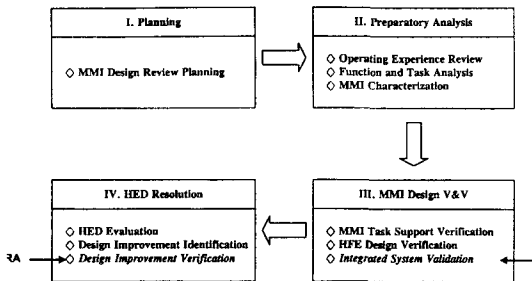 I. Planning
◇ MMI Design Review Planning
II. Preparatory Analysis
◇ Operating Experience Review
◇ Function and Task Analysis
◇ MMI Characterization
III. MMI Design V&V
◇ MMI Task Support Verification
◇ HFE Design Verification
◇ Integrated System Validation
IV. HED Resolution
◇ HED Evaluation
◇ Design Improvement Identification
◇ Design Improvement Verification
RA